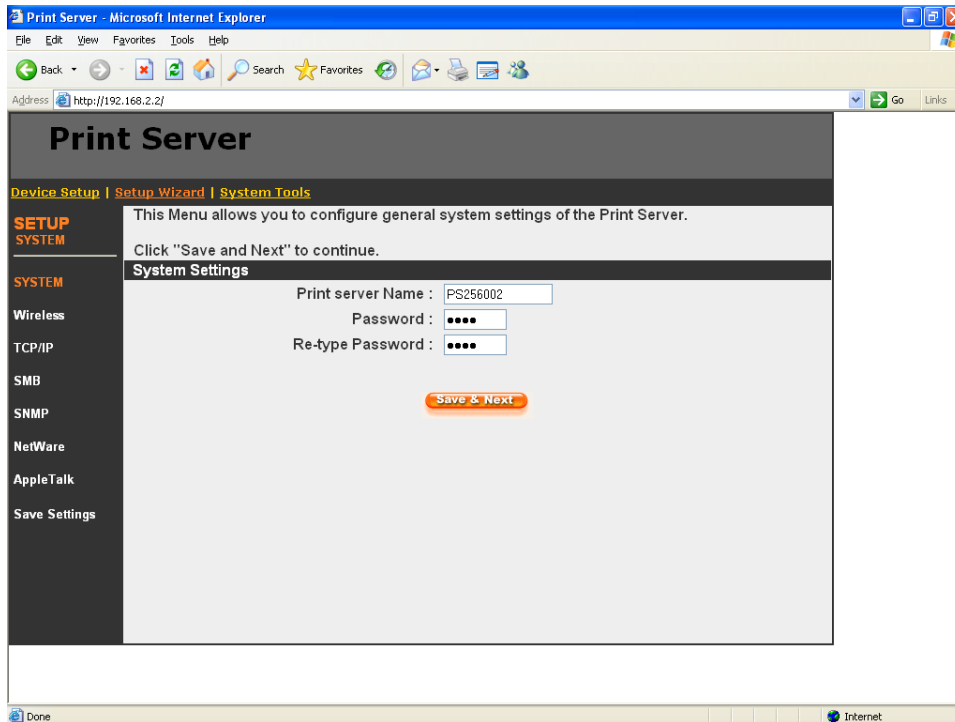 Print Server - Microsoft Internet Explorer
File Edit View Favorites Tools Help
Back Search Favorites
Address http://192.168.2.2/ Go Links
Print Server
Device Setup | Setup Wizard | System Tools
SETUP
SYSTEM
SYSTEM
Wireless
TCP/IP
SMB
SNMP
NetWare
AppleTalk
Save Settings
This Menu allows you to configure general system settings of the Print Server.
Click "Save and Next" to continue.
System Settings
Print server Name : PS256002
Password : ••••
Re-type Password : ••••
Save & Next
Done Internet